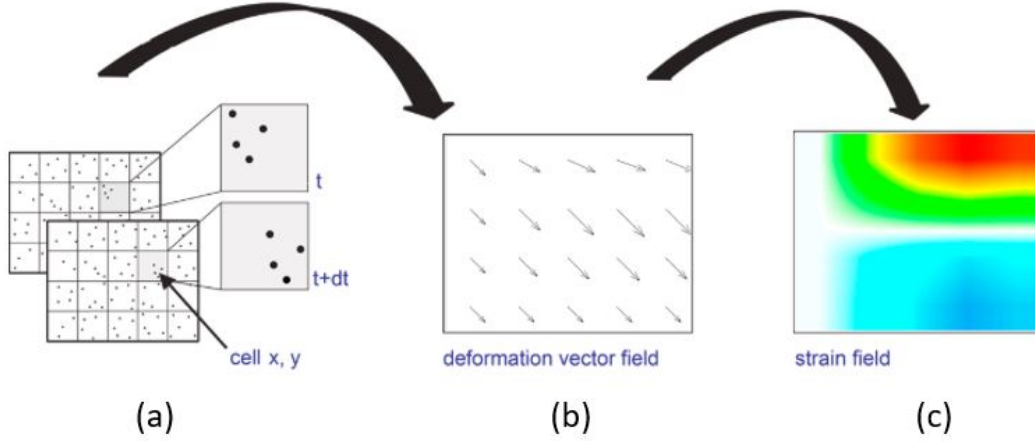 t
t+dt
cell x, y
deformation vector field
strain field
(a)
(b)
(c)